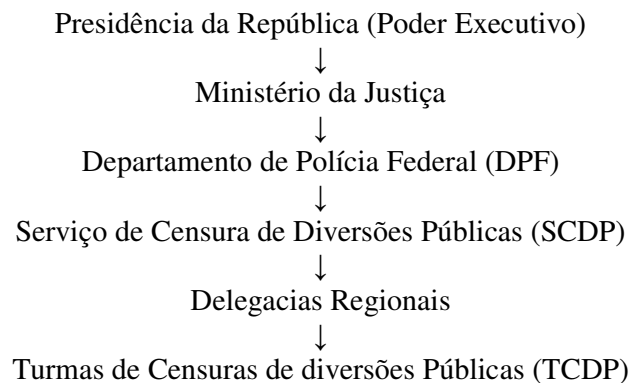 Presidência da República (Poder Executivo)
↓
Ministério da Justiça
↓
Departamento de Polícia Federal (DPF)
↓
Serviço de Censura de Diversões Públicas (SCDP)
↓
Delegacias Regionais
↓
Turmas de Censuras de diversões Públicas (TCDP)